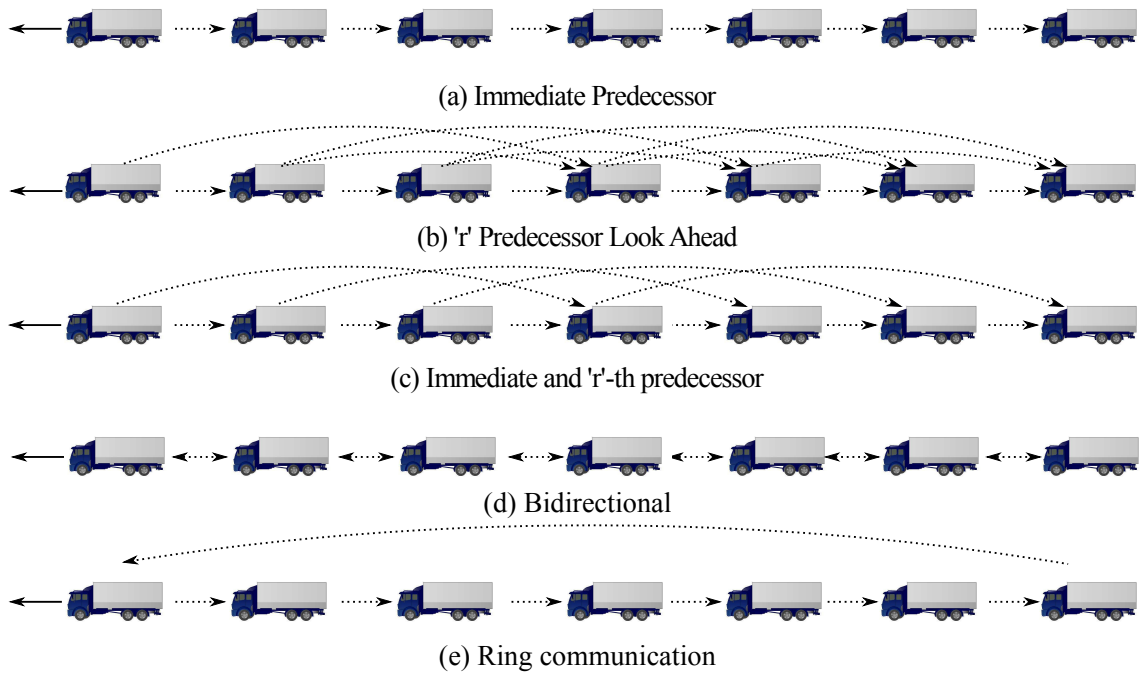 (a) Immediate Predecessor
(b) 'r' Predecessor Look Ahead
(c) Immediate and 'r'-th predecessor
(d) Bidirectional
(e) Ring communication